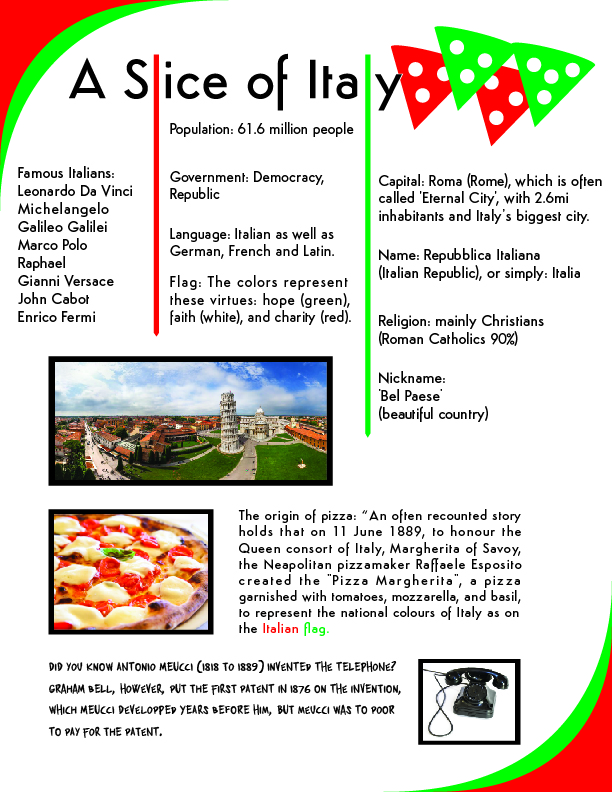 A Slice of Italy
Population: 61.6 million people
Famous Italians:
Leonardo Da Vinci
Michelangelo
Galileo Galilei
Marco Polo
Raphael
Gianni Versace
John Cabot
Enrico Fermi
Government: Democracy,
Republic
Language: Italian as well as
German, French and Latin.
Flag: The colors represent
these virtues: hope (green),
faith (white), and charity (red).
Capital: Roma (Rome), which is often
called 'Eternal City', with 2.6mi
inhabitants and Italy's biggest city.
Name: Repubblica Italiana
(Italian Republic), or simply: Italia
Religion: mainly Christians
(Roman Catholics 90%)
Nickname:
'Bel Paese'
(beautiful country)
The origin of pizza: “An often recounted story
holds that on 11 June 1889, to honour the
Queen consort of Italy, Margherita of Savoy,
the Neapolitan pizzamaker Raffaele Esposito
created the "Pizza Margherita", a pizza
garnished with tomatoes, mozzarella, and basil,
to represent the national colours of Italy as on
the Italian flag.
DID YOU KNOW ANTONIO MEUCCI (1818 TO 1889) INVENTED THE TELEPHONE?
GRAHAM BELL, HOWEVER, PUT THE FIRST PATENT IN 1876 ON THE INVENTION,
WHICH MEUCCI DEVELOPPED YEARS BEFORE HIM, BUT MEUCCI WAS TO POOR
TO PAY FOR THE PATENT.